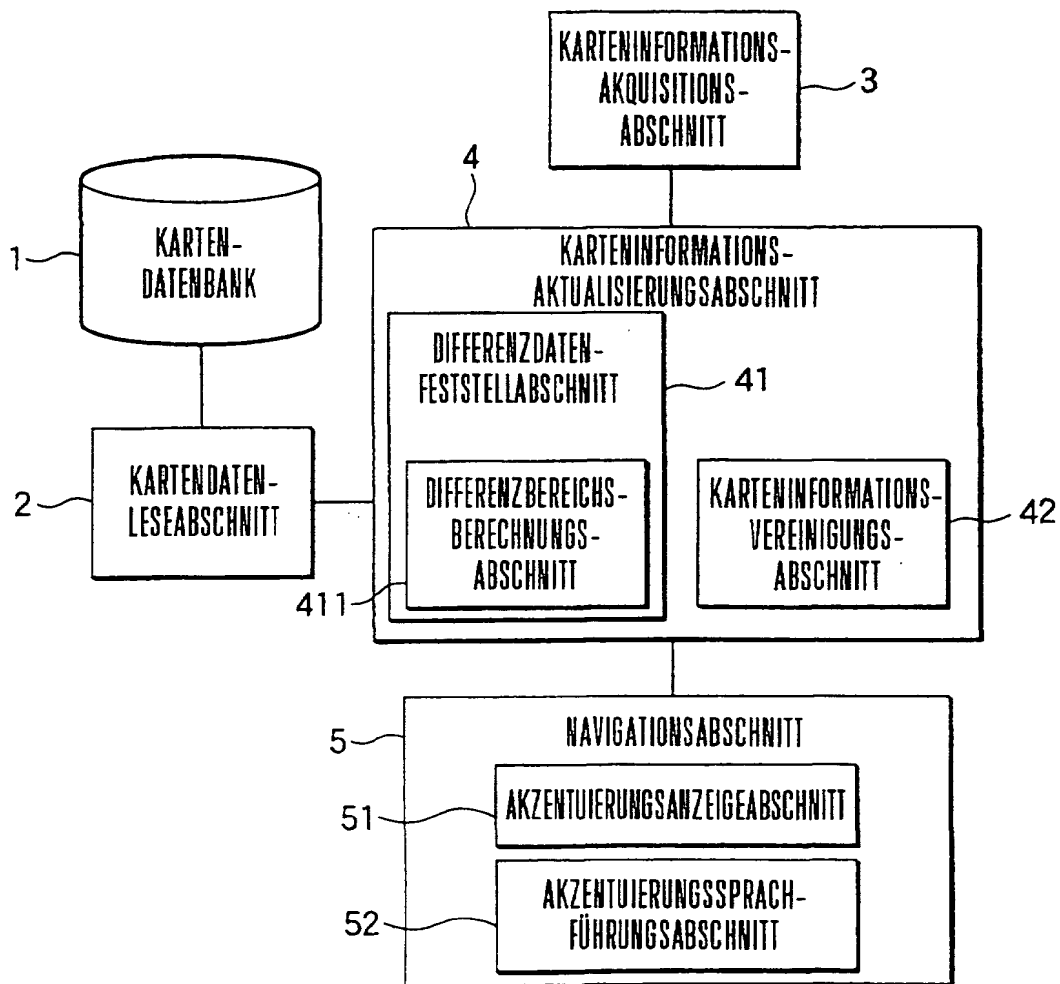 KARTENINFORMATIONS-
AKQUISITIONS-
ABSCHNITT
3
4
1
KARTEN-
DATENBANK
KARTENINFORMATIONS-
AKTUALISIERUNGSABSCHNITT
DIFFERENZDATEN-
FESTSTELLABSCHNITT
41
2
KARTENDATEN-
LESEABSCHNITT
DIFFERENZBEREICHS-
BERECHNUNGS-
ABSCHNITT
411
KARTENINFORMATIONS-
VEREINIGUNGS-
ABSCHNITT
42
5
NAVIGATIONSABSCHNITT
51
AKZENTUIERUNGSANZEIGEABSCHNITT
52
AKZENTUIERUNGSSPRACH-
FÜHRUNGSABSCHNITT